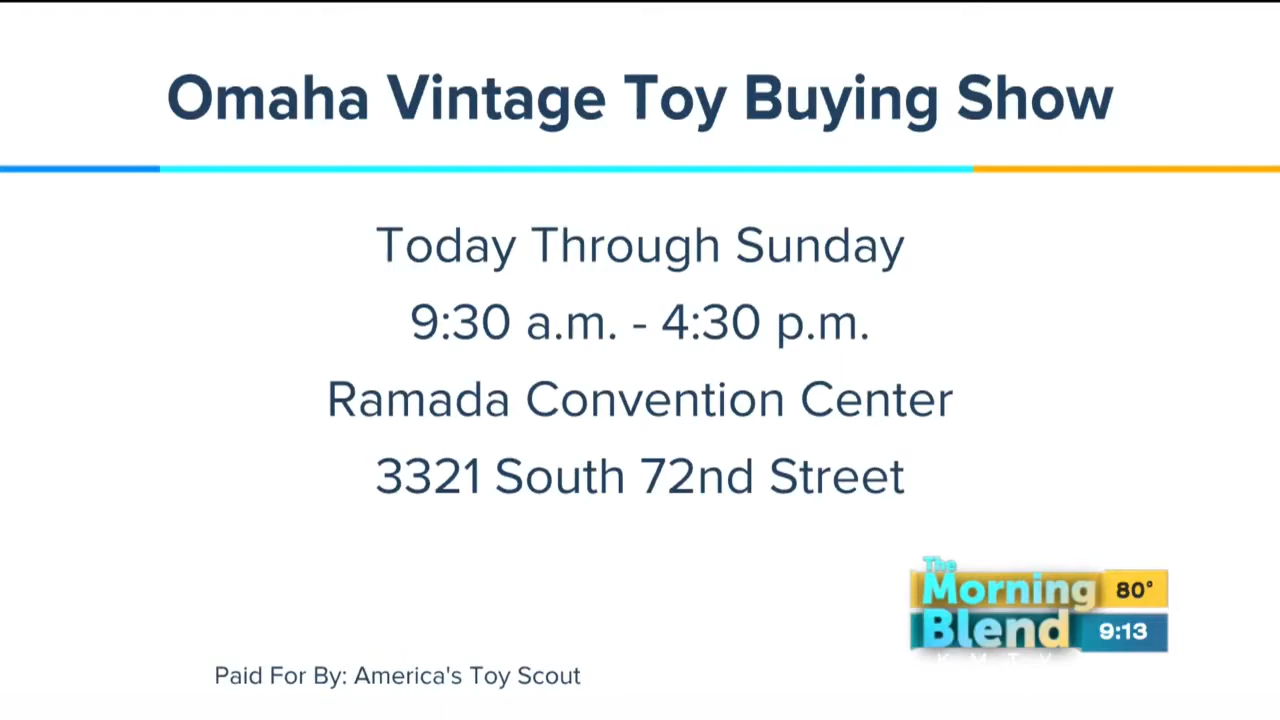 Omaha Vintage Toy Buying Show
Today Through Sunday
9:30 a.m. - 4:30 p.m.
Ramada Convention Center
3321 South 72nd Street
The
Morning
80°
Blend
9:13
KMTV
Paid For By: America's Toy Scout